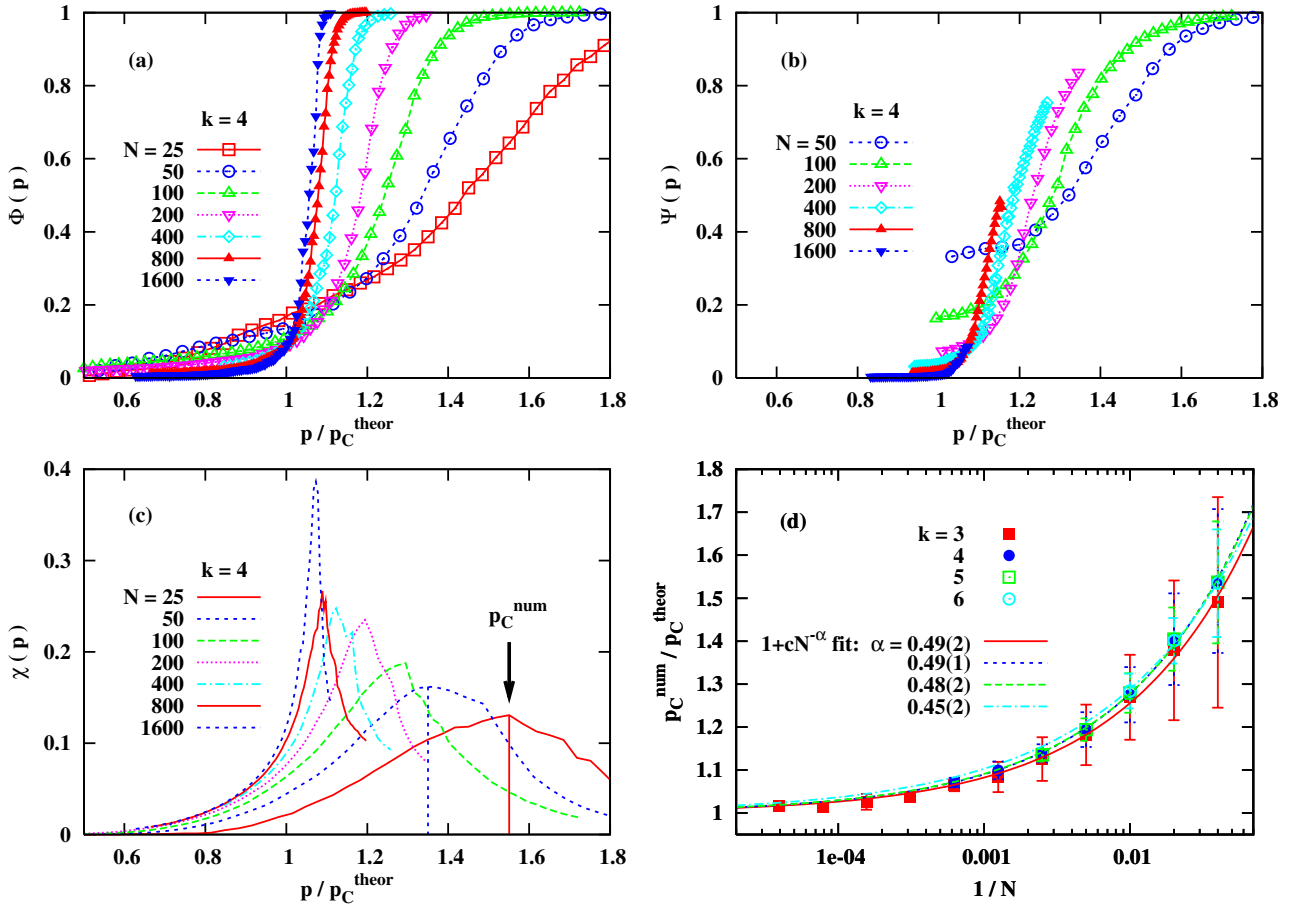 (a)
k = 4
N = 25
50
100
200
400
800
1600
Φ ( p )
0 0.2 0.4 0.6 0.8 1
0.6 0.8 1 1.2 1.4 1.6 1.8
p / p_C^theor
(b)
k = 4
N = 50
100
200
400
800
1600
Ψ ( p )
0 0.2 0.4 0.6 0.8 1
0.6 0.8 1 1.2 1.4 1.6 1.8
p / p_C^theor
(c)
k = 4
N = 25
50
100
200
400
800
1600
p_C^num
χ ( p )
0 0.1 0.2 0.3 0.4
0.6 0.8 1 1.2 1.4 1.6 1.8
p / p_C^theor
(d)
k = 3
4
5
6
1+cN^-α fit: α = 0.49(2)
0.49(1)
0.48(2)
0.45(2)
p_C^num / p_C^theor
1 1.1 1.2 1.3 1.4 1.5 1.6 1.7 1.8
1e-04 0.001 0.01
1 / N